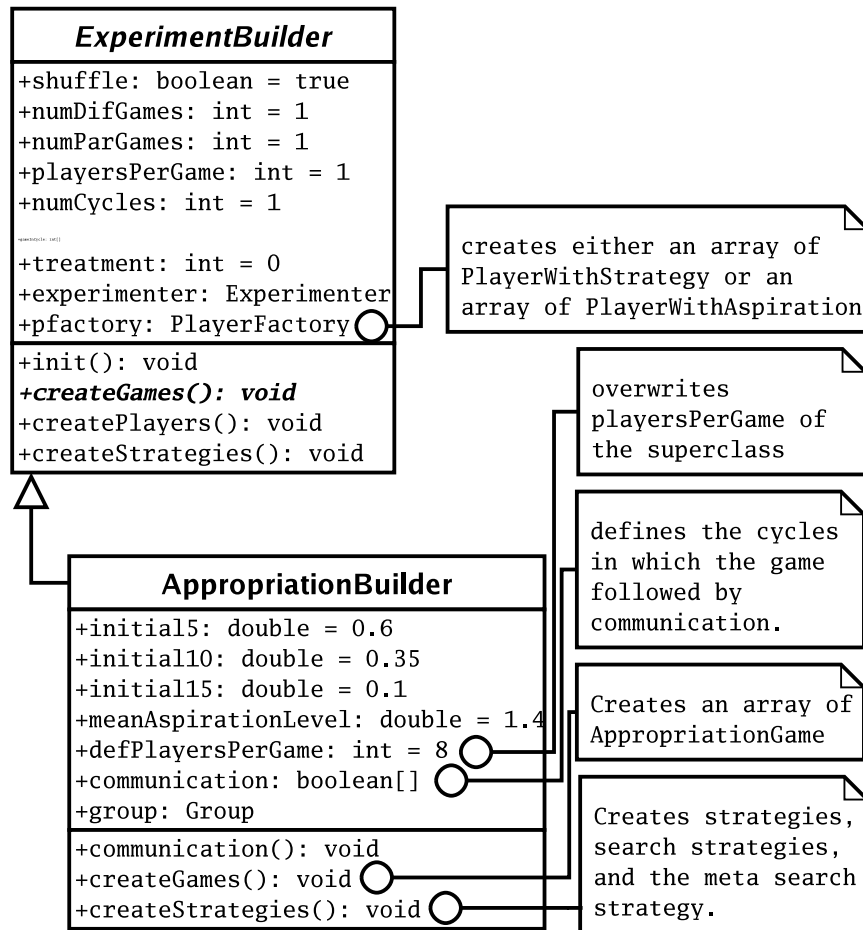 ExperimentBuilder
+shuffle: boolean = true
+numDifGames: int = 1
+numParGames: int = 1
+playersPerGame: int = 1
+numCycles: int = 1
+treatment: int = 0
+experimenter: Experimenter
+pfactory: PlayerFactory
+init(): void
+createGames(): void
+createPlayers(): void
+createStrategies(): void
creates either an array of
PlayerWithStrategy or an
array of PlayerWithAspiration
overwrites
playersPerGame of
the superclass
defines the cycles
in which the game
followed by
communication.
Creates an array of
AppropriationGame
Creates strategies,
search strategies,
and the meta search
strategy.
AppropriationBuilder
+initial5: double = 0.6
+initial10: double = 0.35
+initial15: double = 0.1
+meanAspirationLevel: double = 1.4
+defPlayersPerGame: int = 8
+communication: boolean[]
+group: Group
+communication(): void
+createGames(): void
+createStrategies(): void